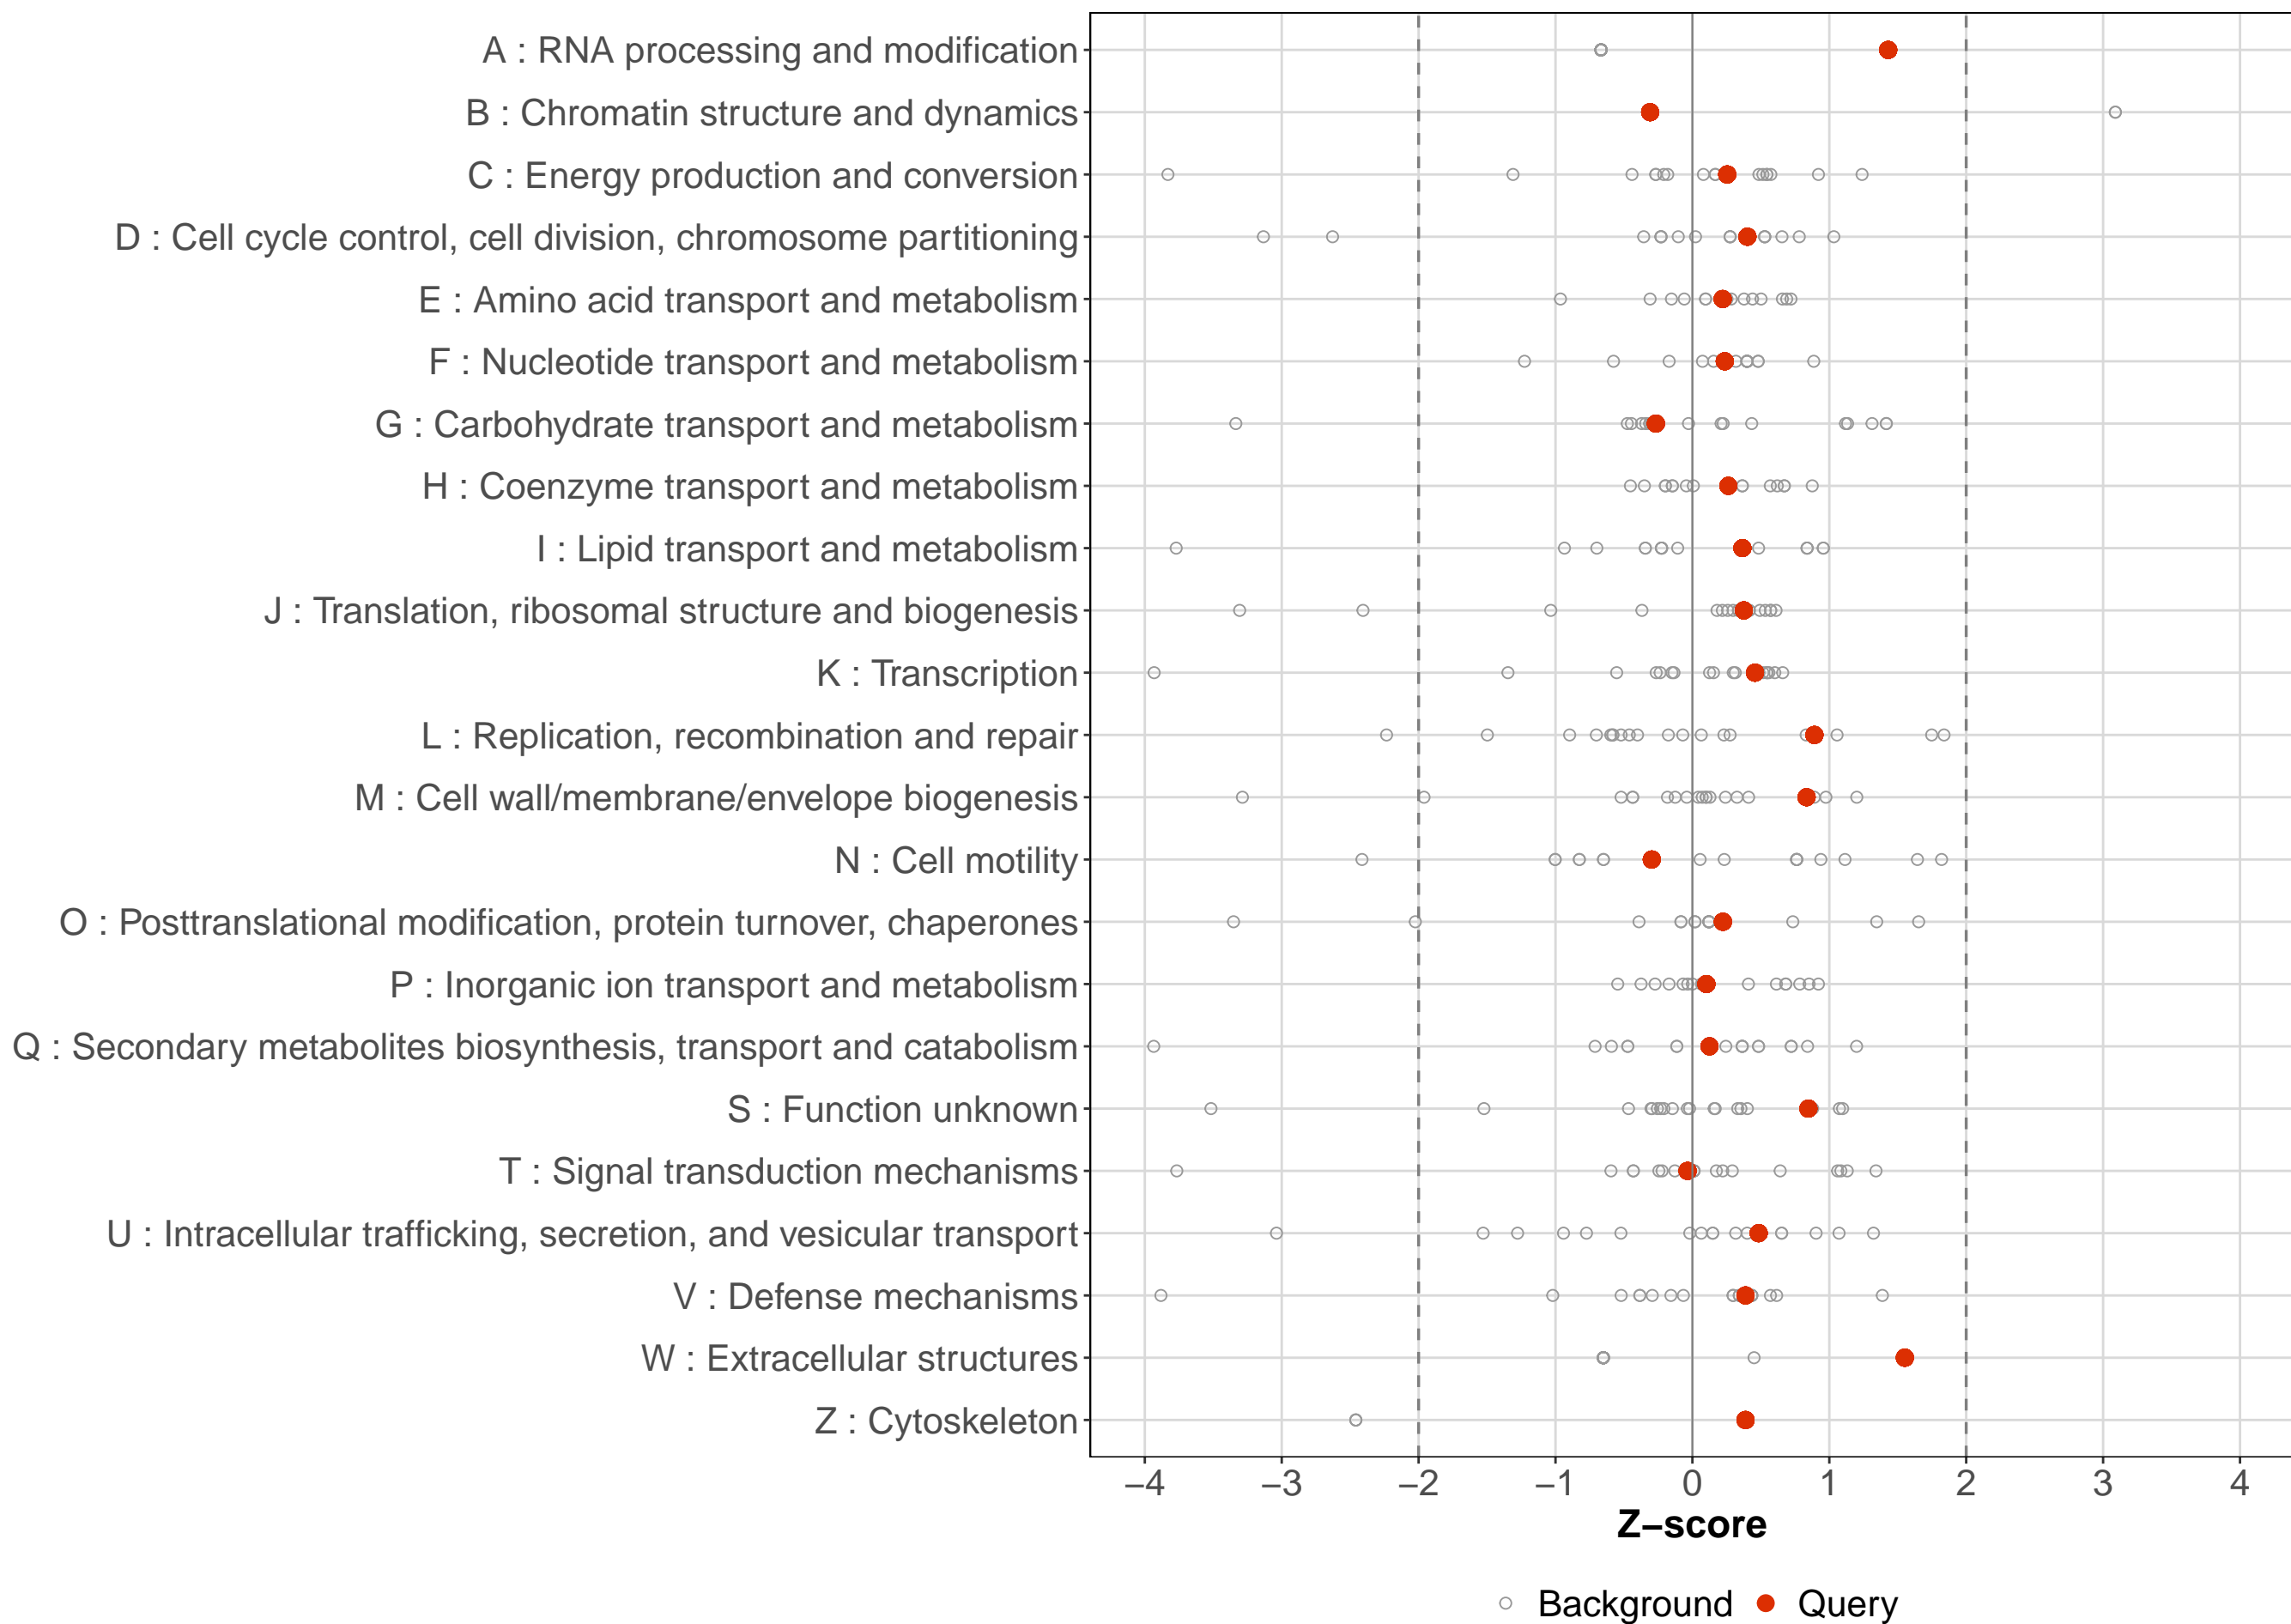 A : RNA processing and modification
B : Chromatin structure and dynamics
C : Energy production and conversion
D : Cell cycle control, cell division, chromosome partitioning
E : Amino acid transport and metabolism
F : Nucleotide transport and metabolism
G : Carbohydrate transport and metabolism
H : Coenzyme transport and metabolism
I : Lipid transport and metabolism
J : Translation, ribosomal structure and biogenesis
K : Transcription
L : Replication, recombination and repair
M : Cell wall/membrane/envelope biogenesis
N : Cell motility
O : Posttranslational modification, protein turnover, chaperones
P : Inorganic ion transport and metabolism
Q : Secondary metabolites biosynthesis, transport and catabolism
S : Function unknown
T : Signal transduction mechanisms
U : Intracellular trafficking, secretion, and vesicular transport
V : Defense mechanisms
W : Extracellular structures
Z : Cytoskeleton
−4 −3 −2 −1 0 1 2 3 4
Z−score
Background Query